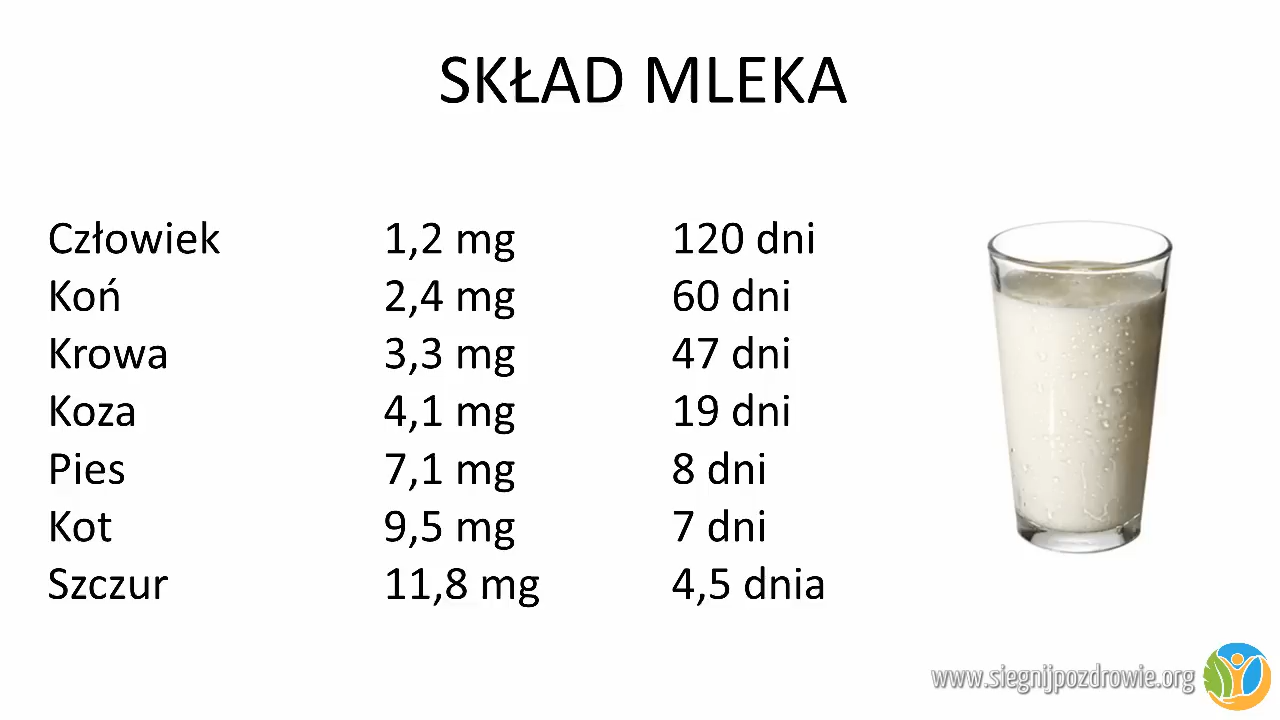 SKŁAD MLEKA
Człowiek 1,2 mg 120 dni
Koń 2,4 mg 60 dni
Krowa 3,3 mg 47 dni
Koza 4,1 mg 19 dni
Pies 7,1 mg 8 dni
Kot 9,5 mg 7 dni
Szczur 11,8 mg 4,5 dnia
www.siegnijpozdrowie.org